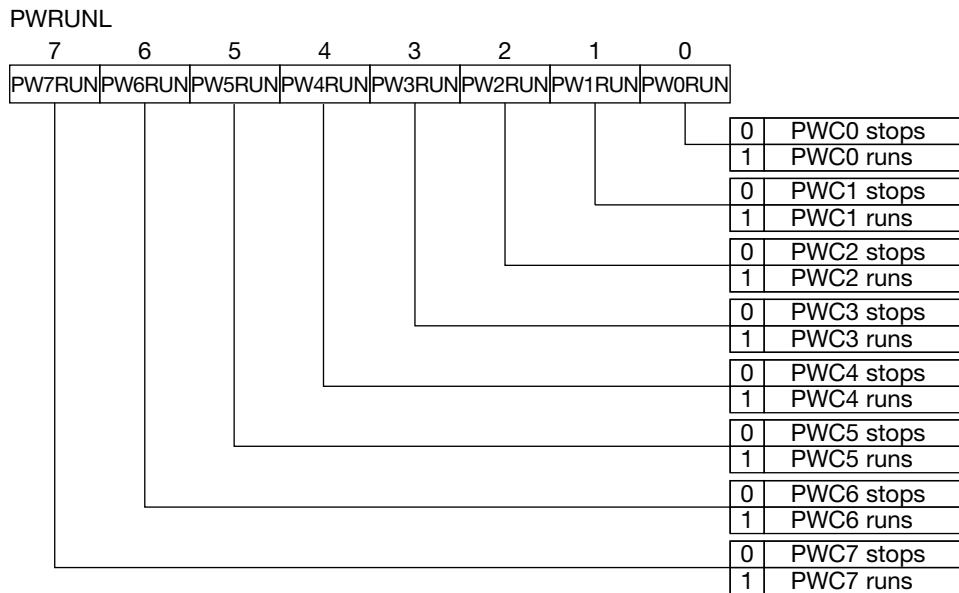 PWRUNL
7 6 5 4 3 2 1 0
PW7RUN PW6RUN PW5RUN PW4RUN PW3RUN PW2RUN PW1RUN PW0RUN
0 PWC0 stops
1 PWC0 runs
0 PWC1 stops
1 PWC1 runs
0 PWC2 stops
1 PWC2 runs
0 PWC3 stops
1 PWC3 runs
0 PWC4 stops
1 PWC4 runs
0 PWC5 stops
1 PWC5 runs
0 PWC6 stops
1 PWC6 runs
0 PWC7 stops
1 PWC7 runs